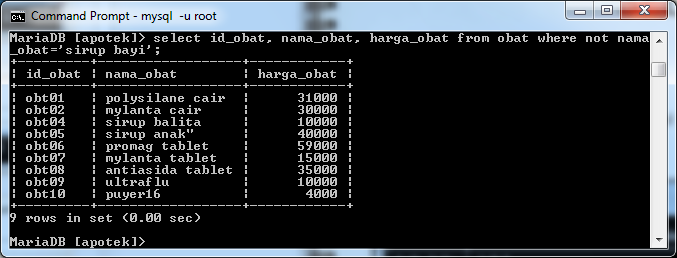 Command Prompt - mysql -u root
MariaDB [apotek]> select id_obat, nama_obat, harga_obat from obat where not nama
_obat='sirup bayi';
+---------+------------------+------------+
| id_obat | nama_obat        | harga_obat |
+---------+------------------+------------+
| obt01   | polysilane cair  |      31000 |
| obt02   | mylanta cair     |      30000 |
| obt04   | sirup balita     |      10000 |
| obt05   | sirup anak"      |      40000 |
| obt06   | promag tablet    |      59000 |
| obt07   | mylanta tablet   |      15000 |
| obt08   | antiasida tablet |      35000 |
| obt09   | ultraflu         |      10000 |
| obt10   | puyer16          |       4000 |
+---------+------------------+------------+
9 rows in set (0.00 sec)
MariaDB [apotek]>